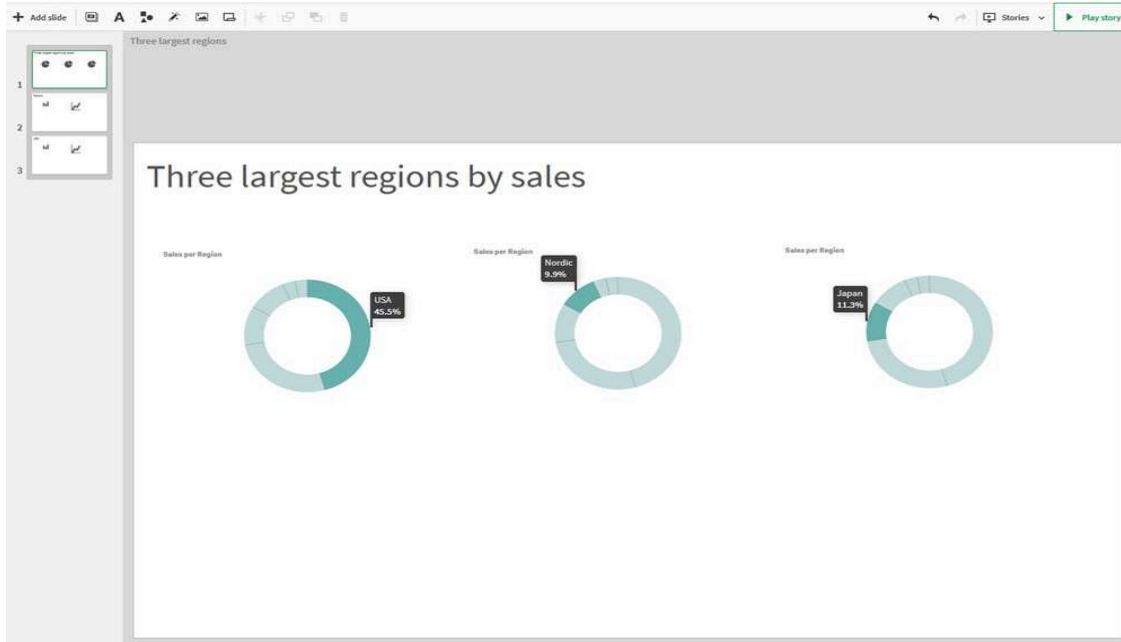 Add slide
A
Stories
Play story
Three largest regions
1
2
3
Three largest regions by sales
Sales per Region
USA
45.5%
Sales per Region
Nordic
9.9%
Sales per Region
Japan
11.3%